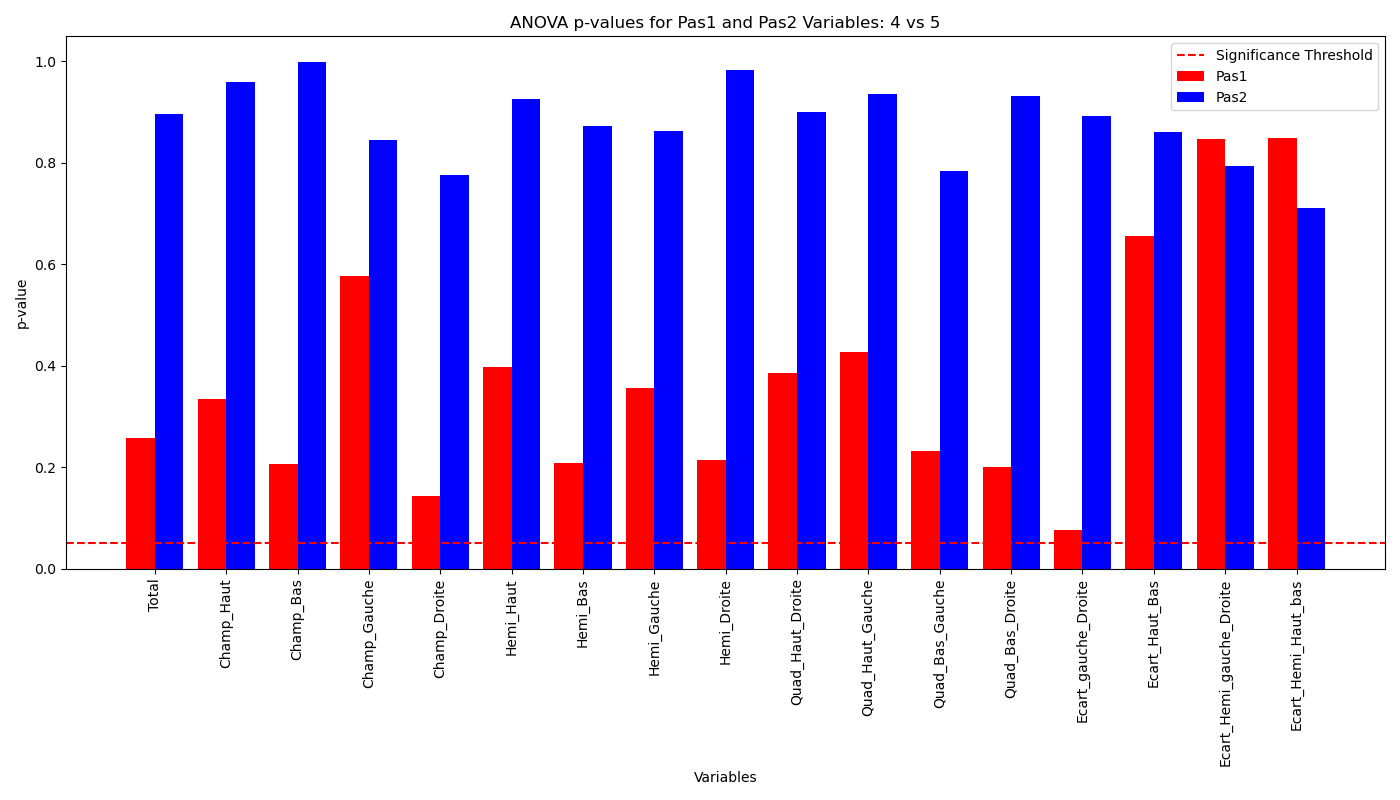 ANOVA p-values for Pas1 and Pas2 Variables: 4 vs 5
Significance Threshold
Pas1
Pas2
p-value
1.0
0.8
0.6
0.4
0.2
0.0
Total
Champ_Haut
Champ_Bas
Champ_Gauche
Champ_Droite
Hemi_Haut
Hemi_Bas
Hemi_Gauche
Hemi_Droite
Quad_Haut_Droite
Quad_Haut_Gauche
Quad_Bas_Gauche
Quad_Bas_Droite
Ecart_gauche_Droite
Ecart_Haut_Bas
Ecart_Hemi_gauche_Droite
Ecart_Hemi_Haut_bas
Variables